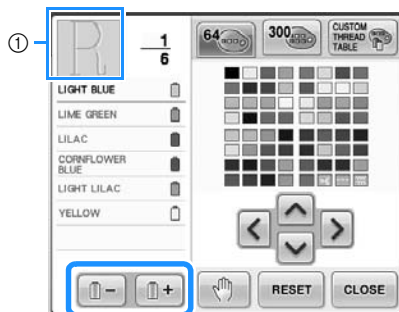 ①
R
1
6
64
300
CUSTOM
THREAD
TABLE
LIGHT BLUE
LIME GREEN
LILAC
CORNFLOWER
BLUE
LIGHT LILAC
YELLOW
−
+
RESET
CLOSE